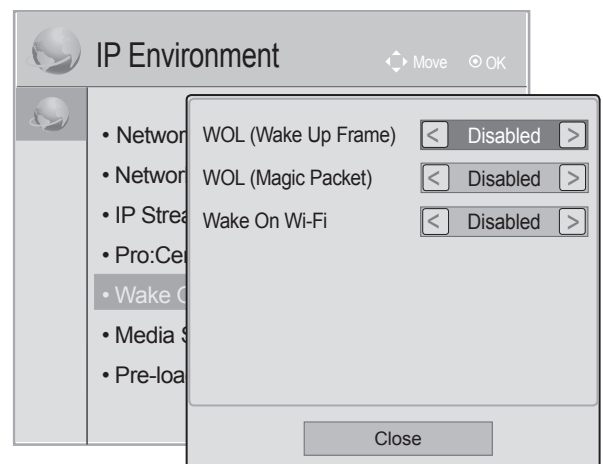 IP Environment
Move OK
• Networ
• Networ
• IP Strea
• Pro:Ce
• Wake O
• Media S
• Pre-loa
WOL (Wake Up Frame) < Disabled >
WOL (Magic Packet) < Disabled >
Wake On Wi-Fi < Disabled >
Close